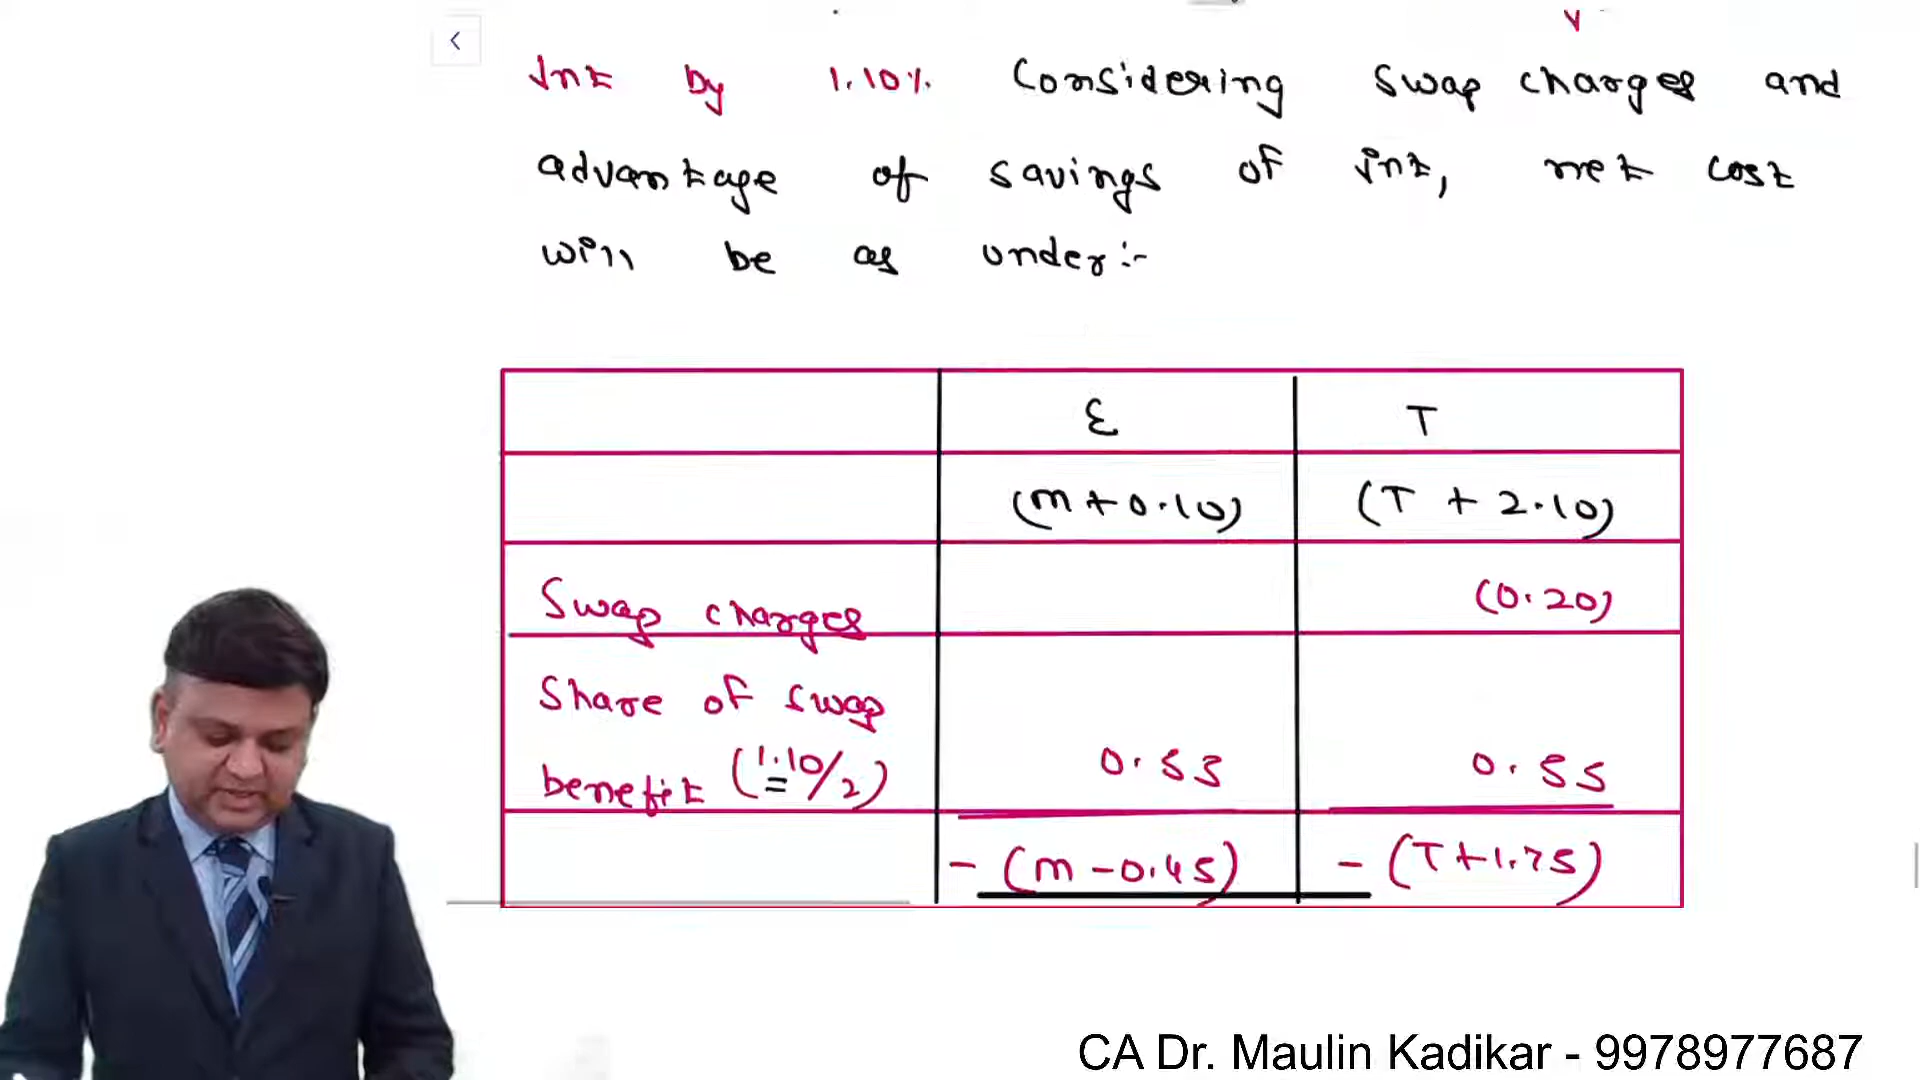 Int by 1.10% Considering swap charges and
advantage of savings of int, net cost
will be as under:-
E T
(m + 0.10) (T + 2.10)
Swap charges (0.20)
Share of swap
benefit (1.10/2) 0.55 0.55
- (m - 0.45) - (T + 1.75)
CA Dr. Maulin Kadikar - 9978977687